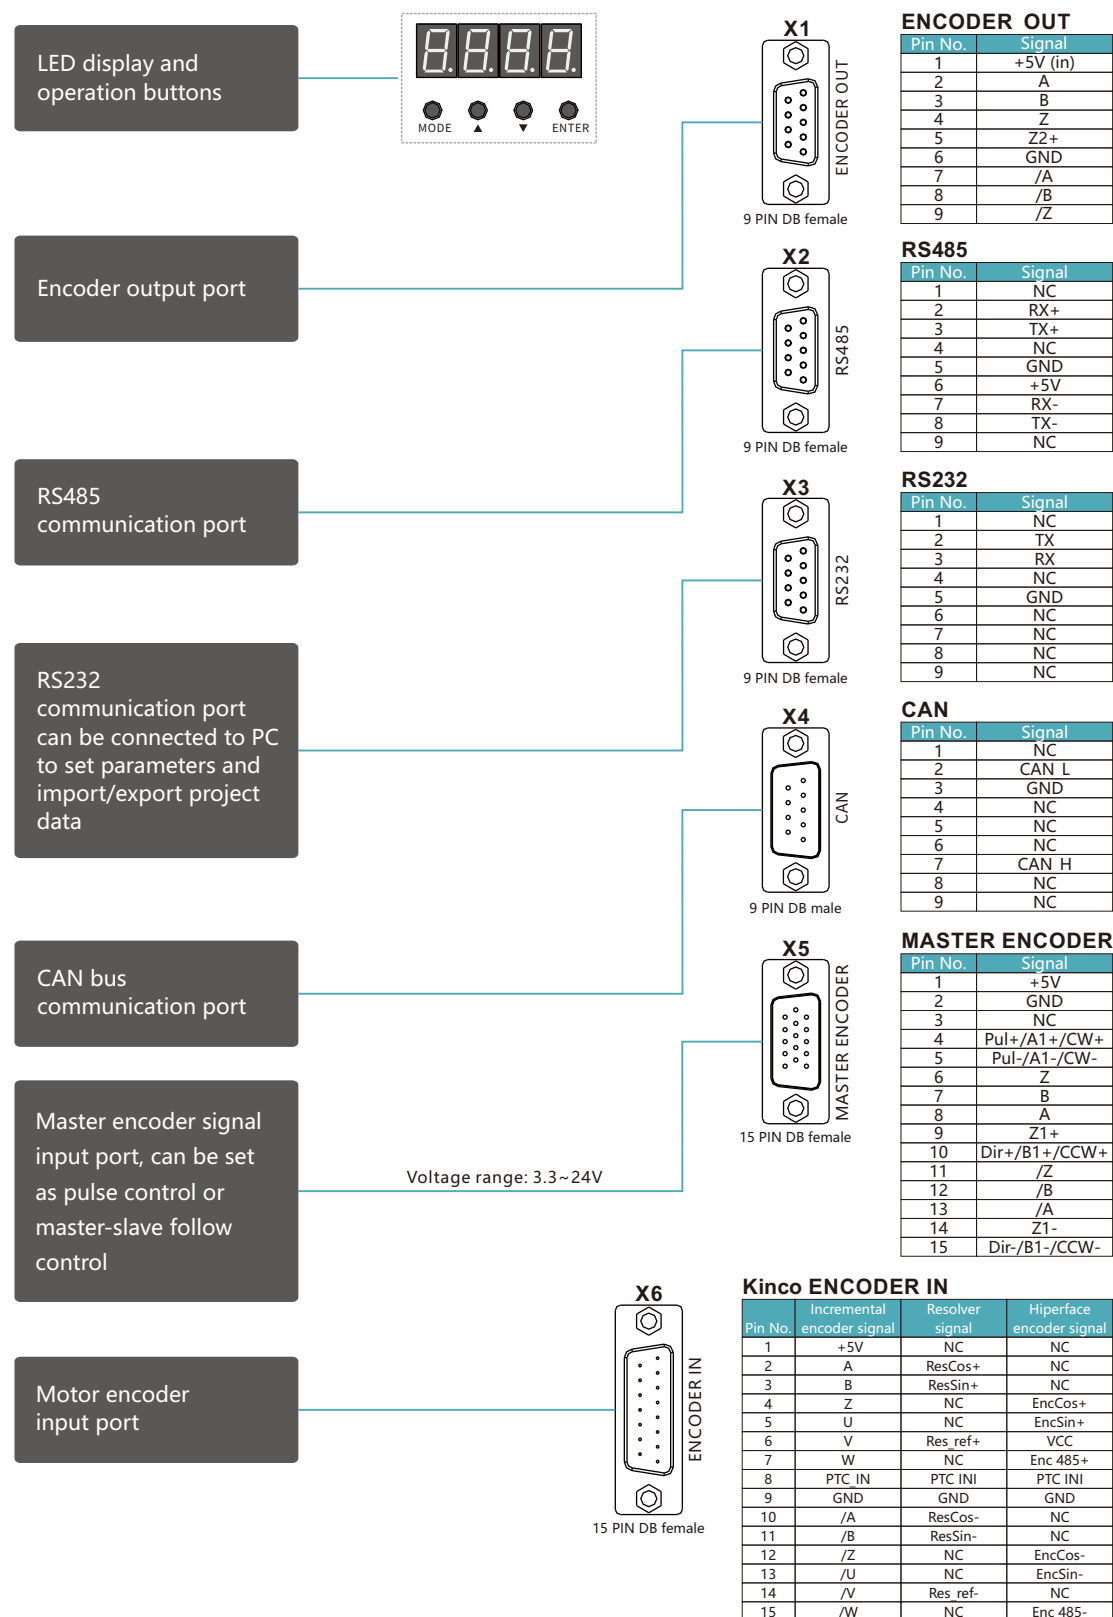 LED display and
operation buttons
MODE ▲ ▼ ENTER
X1
ENCODER OUT
9 PIN DB female
ENCODER OUT
Pin No. Signal
1 +5V (in)
2 A
3 B
4 Z
5 Z2+
6 GND
7 /A
8 /B
9 /Z
Encoder output port
X2
RS485
9 PIN DB female
RS485
Pin No. Signal
1 NC
2 RX+
3 TX+
4 NC
5 GND
6 +5V
7 RX-
8 TX-
9 NC
RS485
communication port
X3
RS232
9 PIN DB female
RS232
Pin No. Signal
1 NC
2 TX
3 RX
4 NC
5 GND
6 NC
7 NC
8 NC
9 NC
RS232
communication port
can be connected to PC
to set parameters and
import/export project
data
X4
CAN
9 PIN DB male
CAN
Pin No. Signal
1 NC
2 CAN_L
3 GND
4 NC
5 NC
6 NC
7 CAN_H
8 NC
9 NC
CAN bus
communication port
X5
MASTER ENCODER
15 PIN DB female
MASTER ENCODER
Pin No. Signal
1 +5V
2 GND
3 NC
4 Pul+/A1+/CW+
5 Pul-/A1-/CW-
6 Z
7 B
8 A
9 Z1+
10 Dir+/B1+/CCW+
11 /Z
12 /B
13 /A
14 Z1-
15 Dir-/B1-/CCW-
Master encoder signal
input port, can be set
as pulse control or
master-slave follow
control
Voltage range: 3.3~24V
Motor encoder
input port
X6
ENCODER IN
15 PIN DB female
Kinco ENCODER IN
Pin No. Incremental encoder signal Resolver signal Hiperface encoder signal
1 +5V NC NC
2 A ResCos+ NC
3 B ResSin+ NC
4 Z NC EncCos+
5 U NC EncSin+
6 V Res_ref+ VCC
7 W NC Enc 485+
8 PTC_IN PTC INI PTC INI
9 GND GND GND
10 /A ResCos- NC
11 /B ResSin- NC
12 /Z NC EncCos-
13 /U NC EncSin-
14 /V Res_ref- NC
15 /W NC Enc 485-